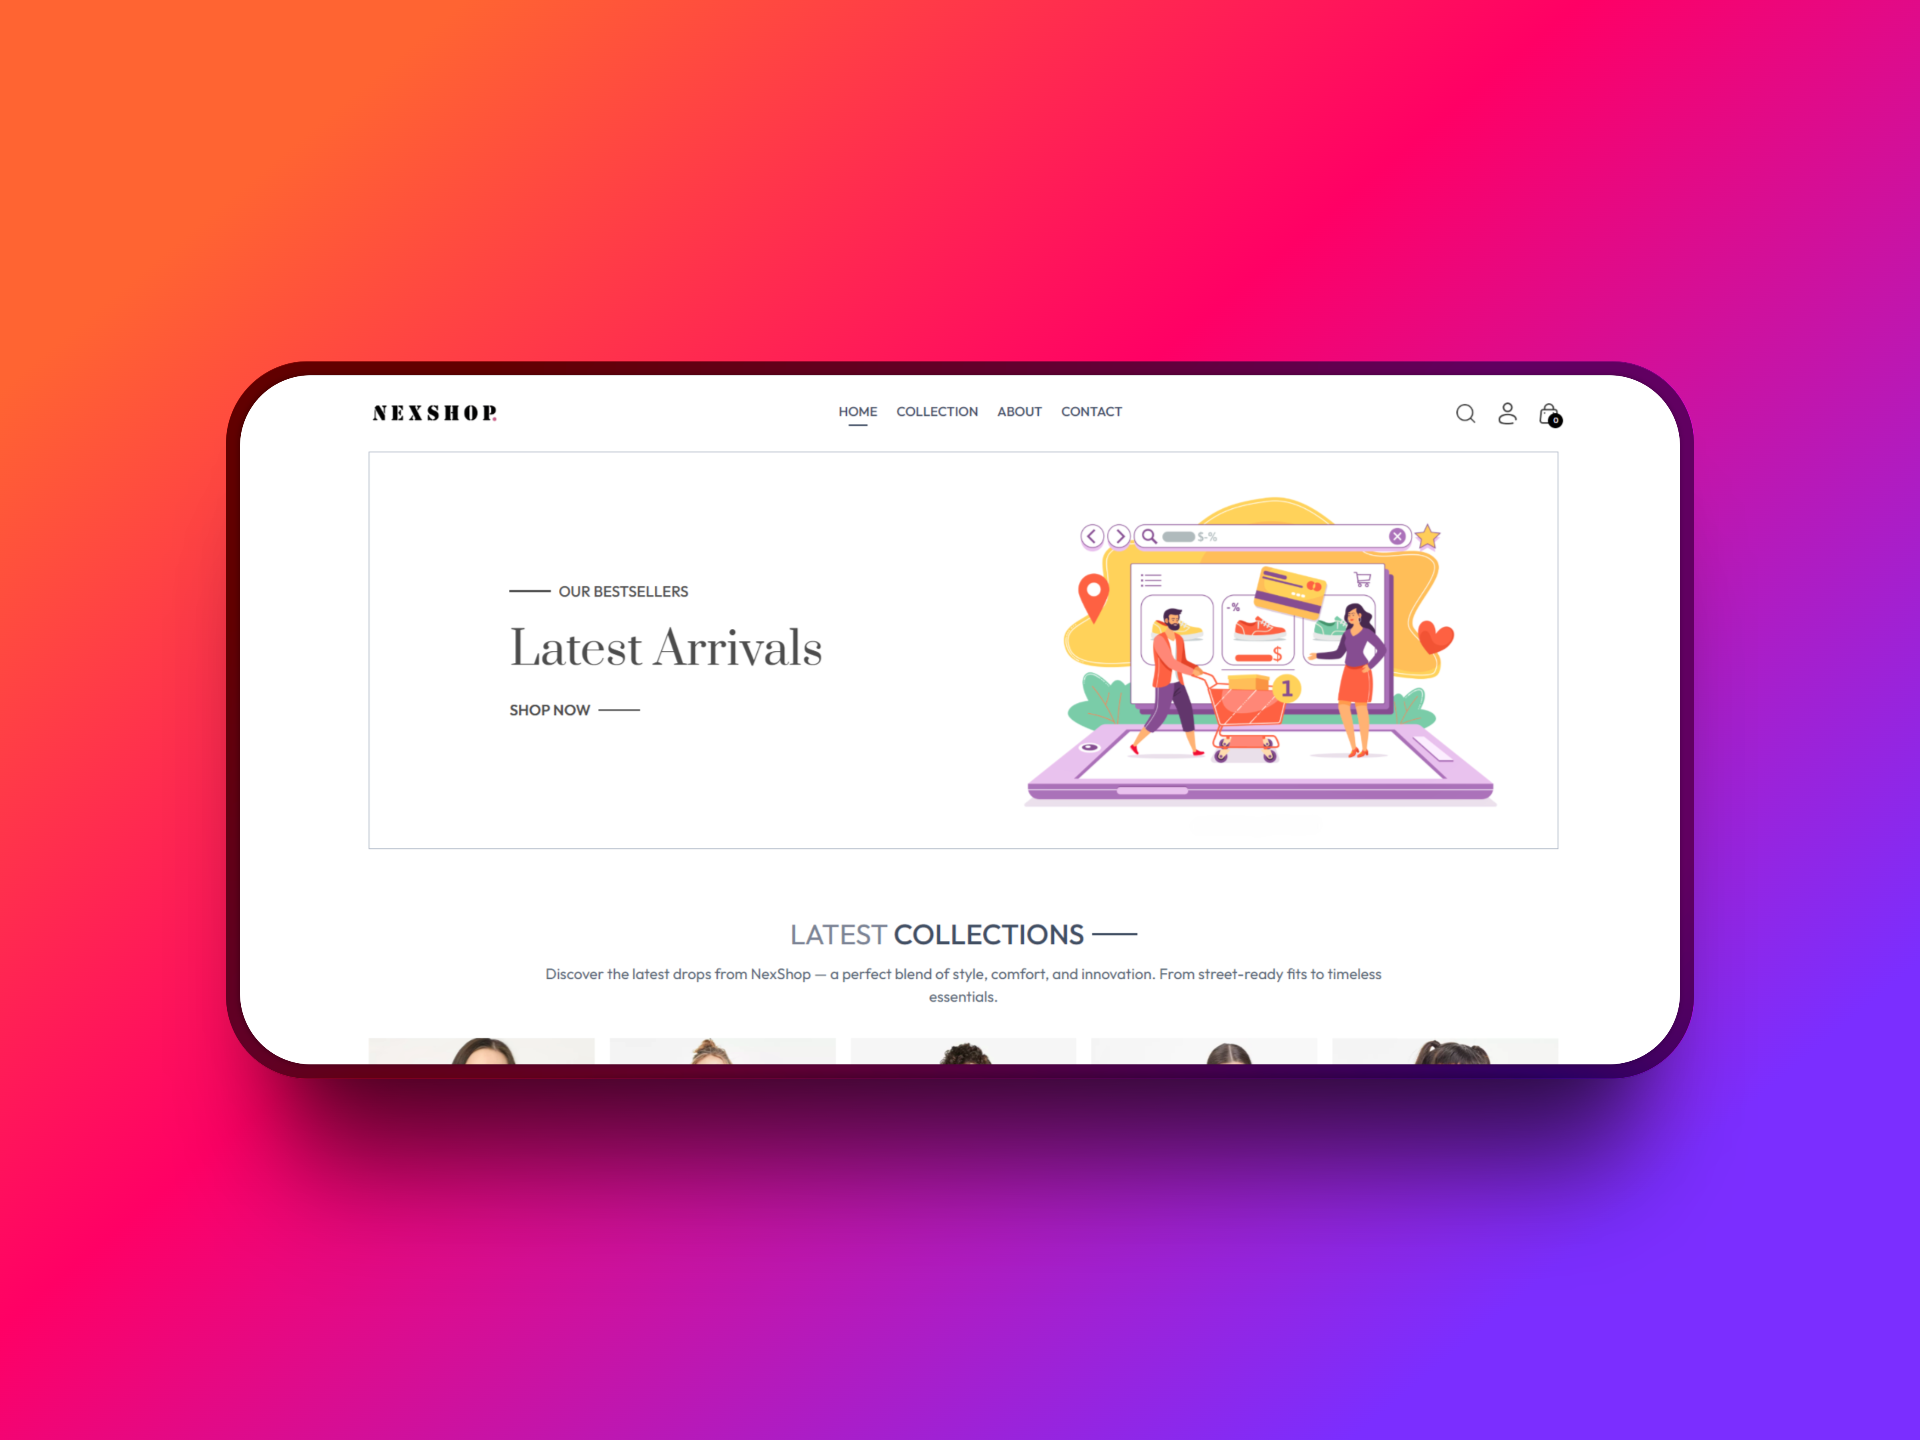 NEXSHOP.
HOME COLLECTION ABOUT CONTACT
0
OUR BESTSELLERS
Latest Arrivals
SHOP NOW
$-%
-%
$
1
LATEST COLLECTIONS
Discover the latest drops from NexShop — a perfect blend of style, comfort, and innovation. From street-ready fits to timeless
essentials.